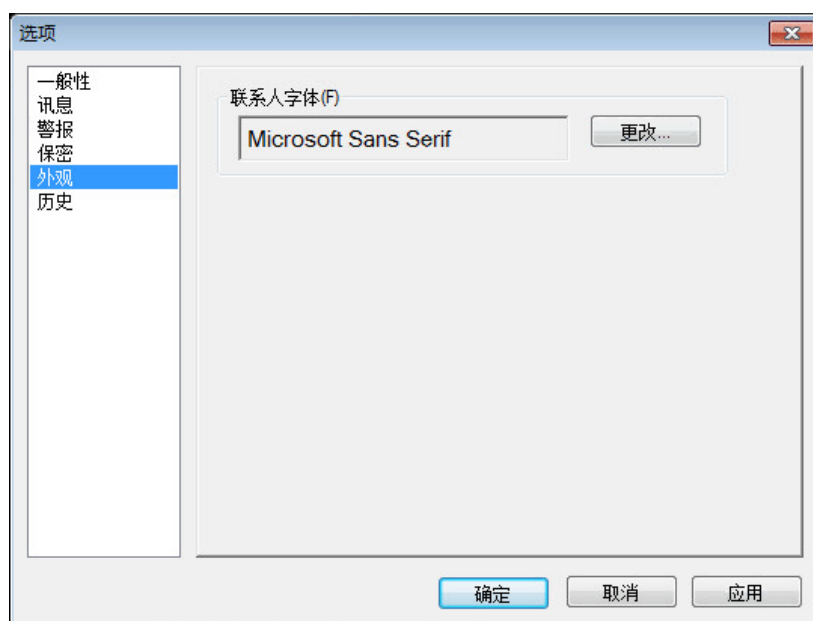 选项
一般性
讯息
警报
保密
外观
历史
联系人字体(F)
Microsoft Sans Serif
更改...
确定
取消
应用